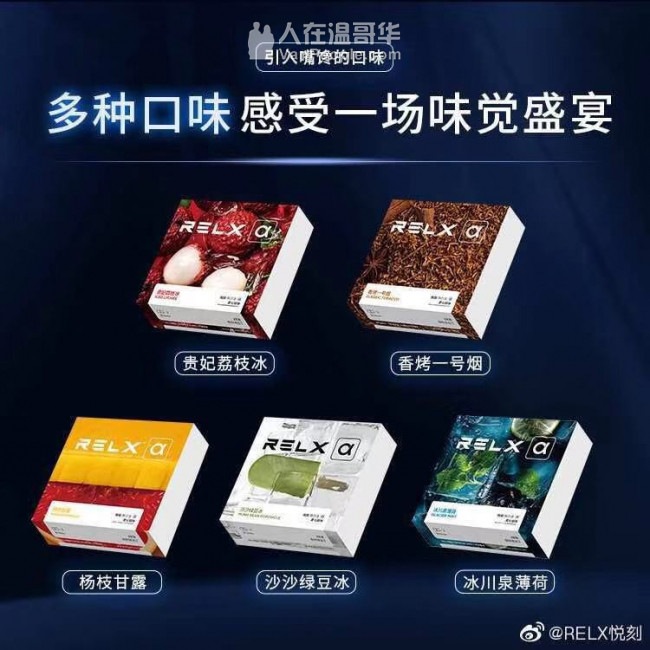 人在温哥华
VanPeople.com
引人嘴馋的口味
多种口味 感受一场味觉盛宴
RELX α
RELX α
贵妃荔枝冰
香烤一号烟
RELX α
RELX α
RELX α
杨枝甘露
沙沙绿豆冰
冰川泉薄荷
@RELX悦刻